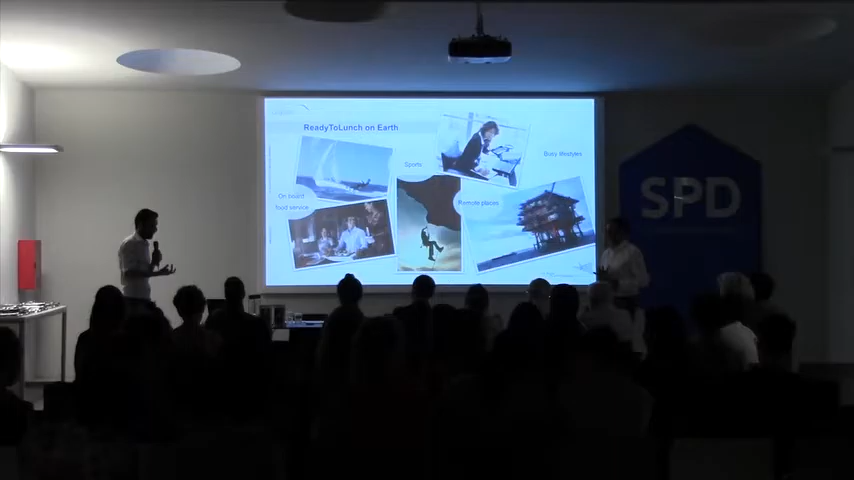 ReadyToLunch on Earth
Busy lifestyles
Sports
On board
food service
Remote places
SPD